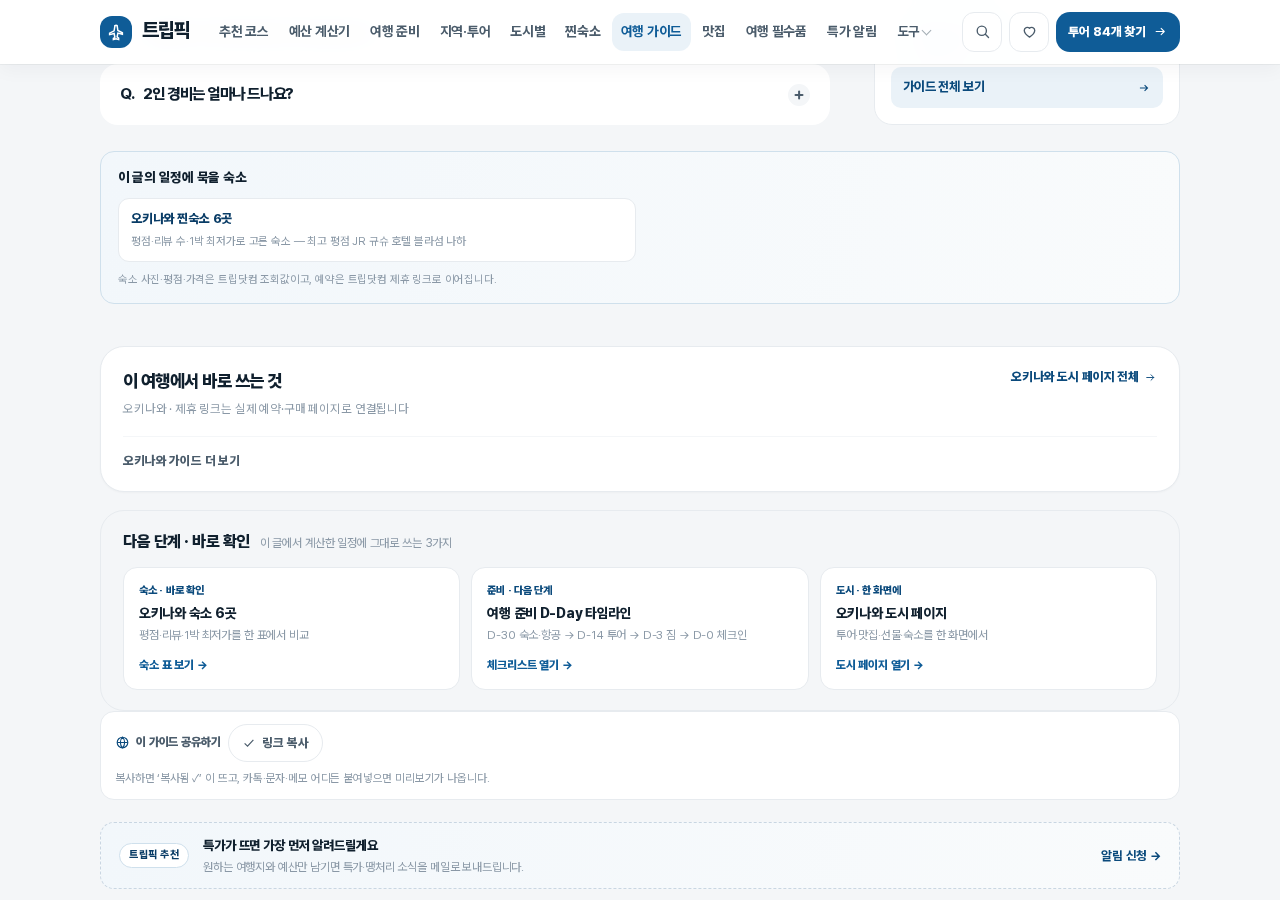 트립픽
추천 코스
예산 계산기
여행 준비
지역·투어
도시별
찐숙소
여행 가이드
맛집
여행 필수품
특가 알림
도구
투어 84개 찾기 →
Q. 2인 경비는 얼마나 드나요?
+
가이드 전체 보기 →
이 글의 일정에 묵을 숙소
오키나와 찐숙소 6곳
평점·리뷰 수·1박 최저가로 고른 숙소 — 최고 평점 JR 규슈 호텔 블라섬 나하
숙소 사진·평점·가격은 트립닷컴 조회값이고, 예약은 트립닷컴 제휴 링크로 이어집니다.
이 여행에서 바로 쓰는 것
오키나와 도시 페이지 전체 →
오키나와 · 제휴 링크는 실제 예약·구매 페이지로 연결됩니다
오키나와 가이드 더 보기
다음 단계 · 바로 확인 이 글에서 계산한 일정에 그대로 쓰는 3가지
숙소 · 바로 확인
오키나와 숙소 6곳
평점·리뷰·1박 최저가를 한 표에서 비교
숙소 표 보기 →
준비 · 다음 단계
여행 준비 D-Day 타임라인
D-30 숙소·항공 → D-14 투어 → D-3 짐 → D-0 체크인
체크리스트 열기 →
도시 · 한 화면에
오키나와 도시 페이지
투어·맛집·선물·숙소를 한 화면에서
도시 페이지 열기 →
이 가이드 공유하기
링크 복사
복사하면 ‘복사됨 ✓’ 이 뜨고, 카톡·문자·메모 어디든 붙여넣으면 미리보기가 나옵니다.
트립픽 추천
특가가 뜨면 가장 먼저 알려드릴게요
원하는 여행지와 예산만 남기면 특가·땡처리 소식을 메일로 보내드립니다.
알림 신청 →